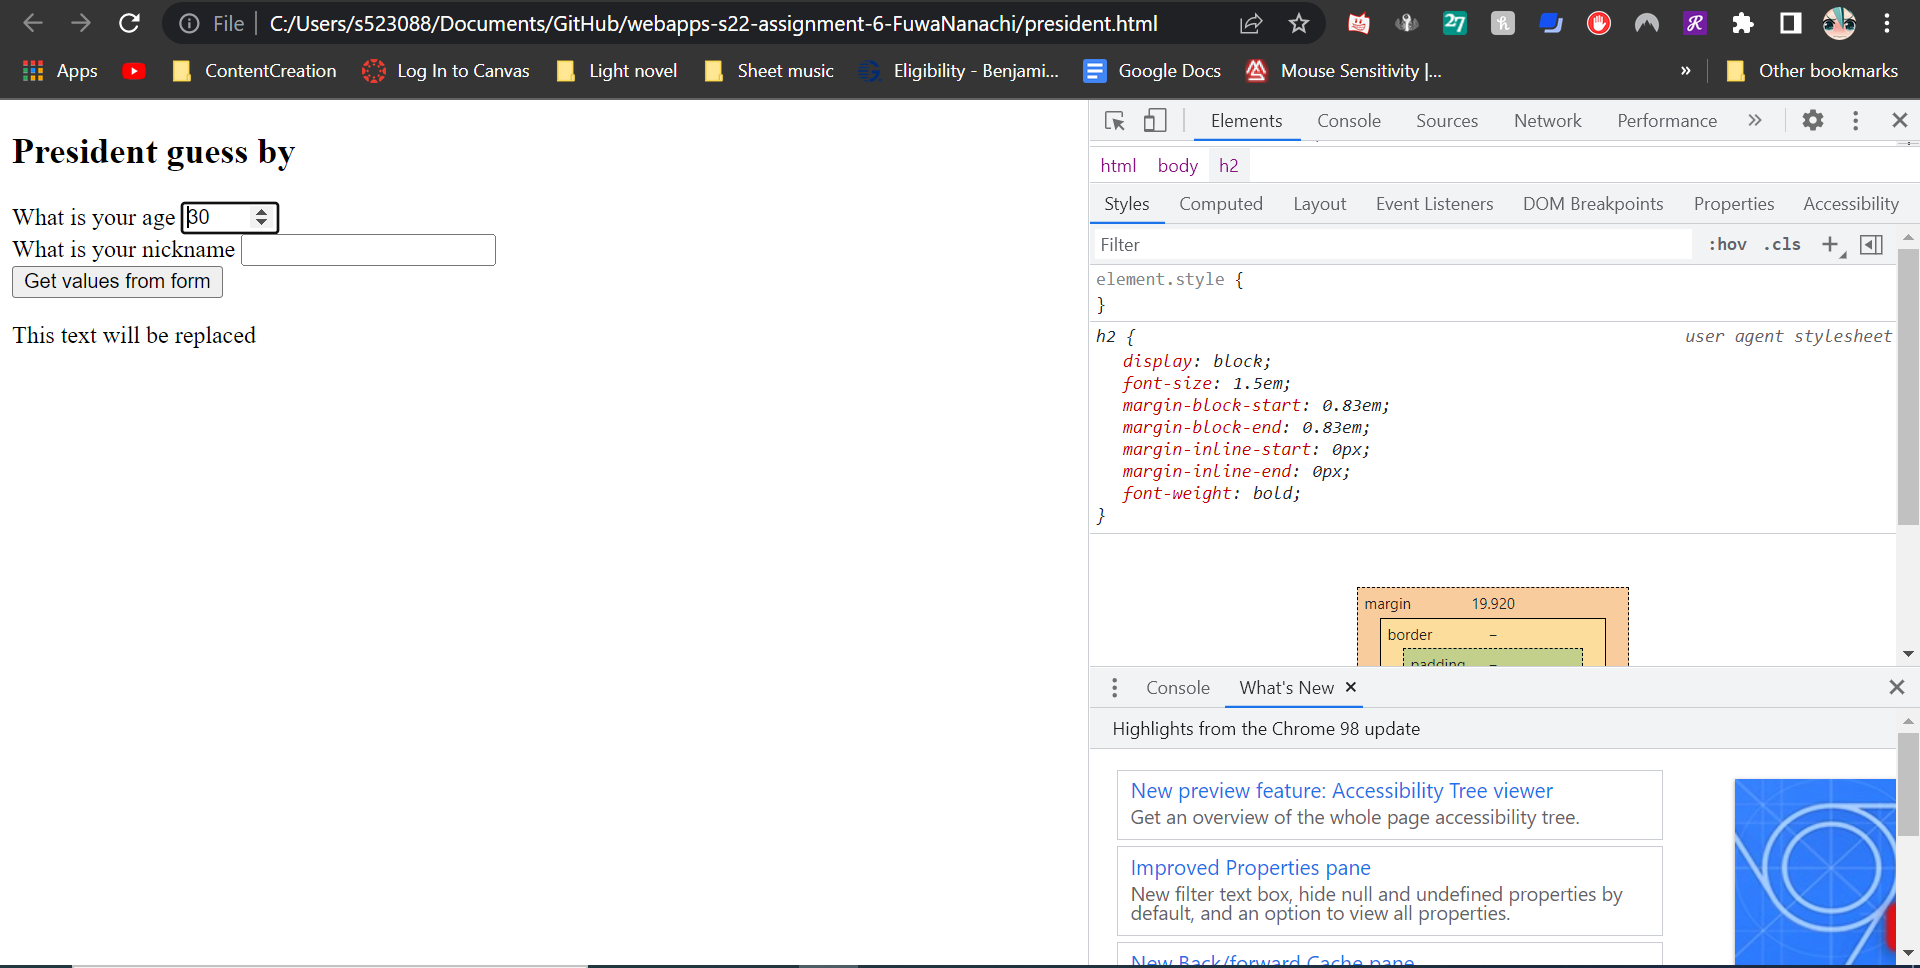 File C:/Users/s523088/Documents/GitHub/webapps-s22-assignment-6-FuwaNanachi/president.html
27 h R
Apps ContentCreation Log In to Canvas Light novel Sheet music Eligibility - Benjami... Google Docs Mouse Sensitivity |... » Other bookmarks
President guess by
What is your age 30
What is your nickname
Get values from form
This text will be replaced
Elements Console Sources Network Performance »
html body h2
Styles Computed Layout Event Listeners DOM Breakpoints Properties Accessibility
Filter :hov .cls +
element.style {
}
h2 { user agent stylesheet
display: block;
font-size: 1.5em;
margin-block-start: 0.83em;
margin-block-end: 0.83em;
margin-inline-start: 0px;
margin-inline-end: 0px;
font-weight: bold;
}
margin 19.920
border –
padding –
Console What's New ×
Highlights from the Chrome 98 update
New preview feature: Accessibility Tree viewer
Get an overview of the whole page accessibility tree.
Improved Properties pane
New filter text box, hide null and undefined properties by
default, and an option to view all properties.
New Back/forward Cache pane